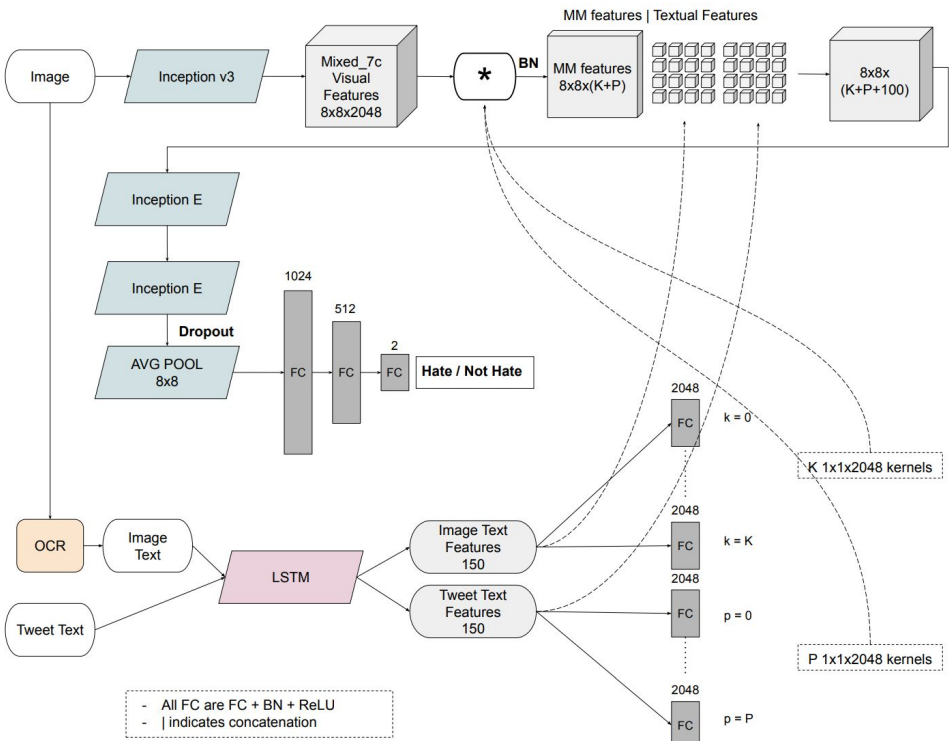 MM features | Textual Features
Image
Inception v3
Mixed_7c
Visual
Features
8x8x2048
*
BN
MM features
8x8x(K+P)
8x8x
(K+P+100)
Inception E
Inception E
Dropout
AVG POOL
8x8
1024
FC
512
FC
2
FC
Hate / Not Hate
2048
FC
k = 0
K 1x1x2048 kernels
OCR
Image
Text
LSTM
Tweet Text
Image Text
Features
150
Tweet Text
Features
150
2048
FC
k = K
2048
FC
p = 0
P 1x1x2048 kernels
2048
FC
p = P
- All FC are FC + BN + ReLU
- | indicates concatenation